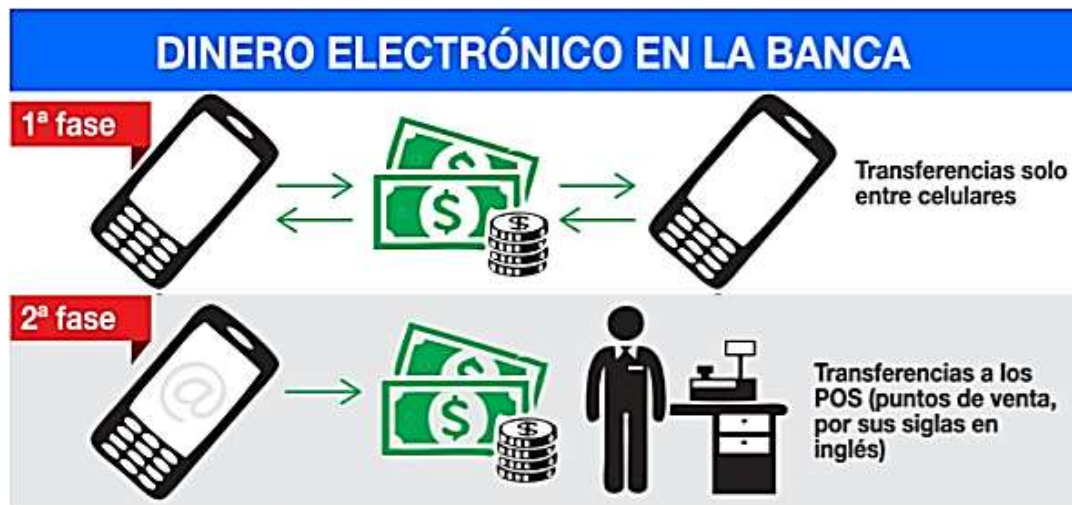 DINERO ELECTRÓNICO EN LA BANCA
1ª fase
$
$
$
Transferencias solo
entre celulares
2ª fase
@
$
$
$
Transferencias a los
POS (puntos de venta,
por sus siglas en
inglés)